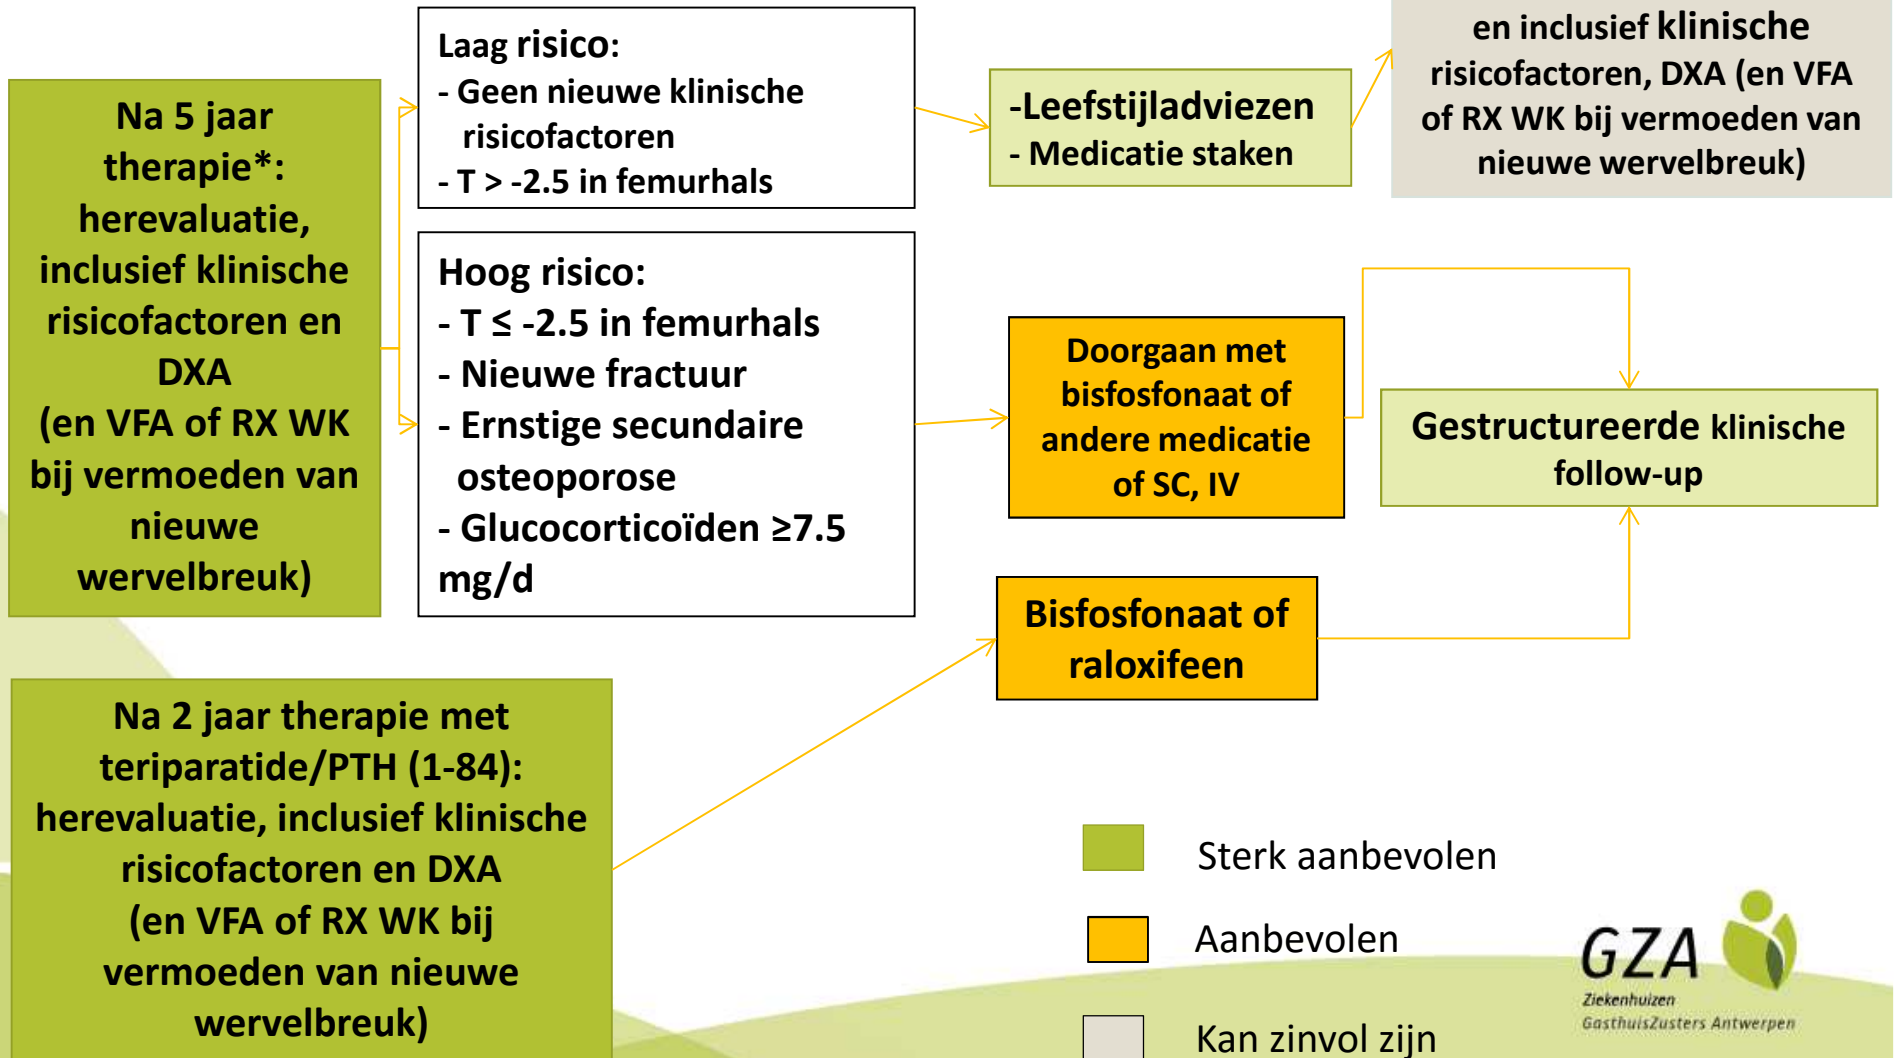 Na 5 jaar
therapie*:
herevaluatie,
inclusief klinische
risicofactoren en
DXA
(en VFA of RX WK
bij vermoeden van
nieuwe
wervelbreuk)
Laag risico:
- Geen nieuwe klinische
risicofactoren
- T > -2.5 in femurhals
-Leefstijladviezen
- Medicatie staken
en inclusief klinische
risicofactoren, DXA (en VFA
of RX WK bij vermoeden van
nieuwe wervelbreuk)
Hoog risico:
- T ≤ -2.5 in femurhals
- Nieuwe fractuur
- Ernstige secundaire
osteoporose
- Glucocorticoïden ≥7.5
mg/d
Doorgaan met
bisfosfonaat of
andere medicatie
of SC, IV
Gestructureerde klinische
follow-up
Bisfosfonaat of
raloxifeen
Na 2 jaar therapie met
teriparatide/PTH (1-84):
herevaluatie, inclusief klinische
risicofactoren en DXA
(en VFA of RX WK bij
vermoeden van nieuwe
wervelbreuk)
Sterk aanbevolen
Aanbevolen
Kan zinvol zijn
GZA
Ziekenhuizen
GasthuisZusters Antwerpen